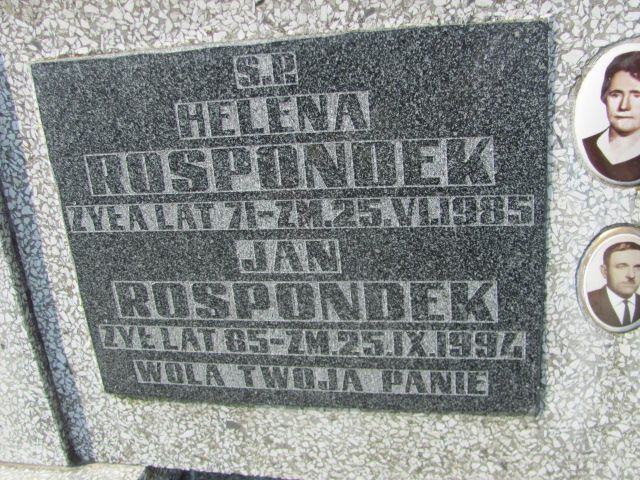 S.P.
HELENA
ROSPONDEK
ŻYŁA LAT 71-ZM.25.VI.1985
JAN
ROSPONDEK
ŻYŁ LAT 85-ZM.25.IX.1994
WOLA TWOJA PANIE